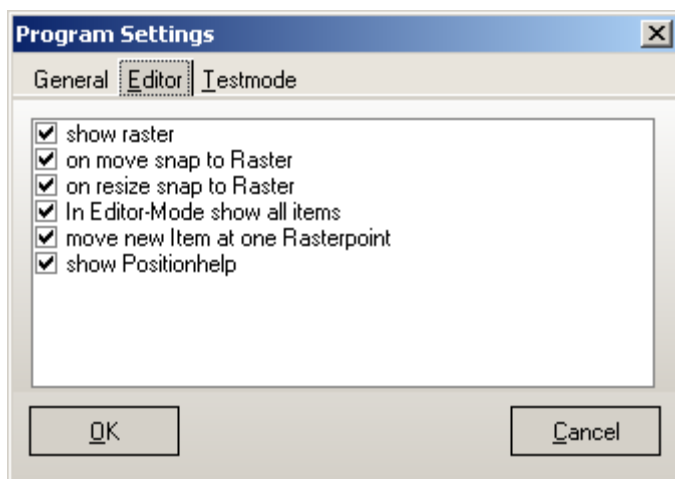 Program Settings
General Editor Testmode
show raster
on move snap to Raster
on resize snap to Raster
In Editor-Mode show all items
move new Item at one Rasterpoint
show Positionhelp
OK Cancel